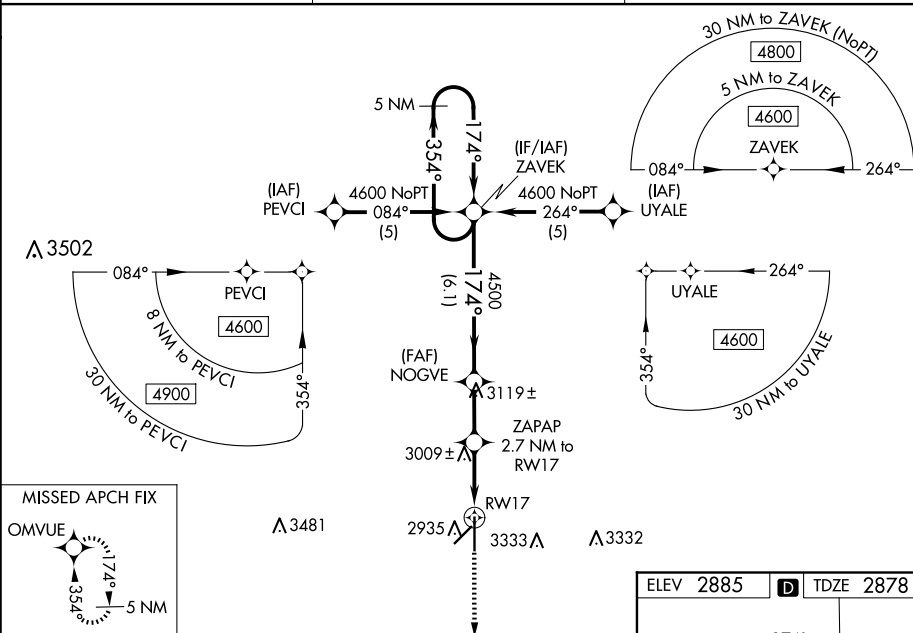 30 NM to ZAVEK (NoPT)
4800
5 NM to ZAVEK
4600
ZAVEK
084°
264°
5 NM
174°
354°
(IF/IAF)
ZAVEK
(IAF)
PEVCI
4600 NoPT
084°
(5)
4600 NoPT
264°
(5)
(IAF)
UYALE
3502
084°
PEVCI
4600
8 NM to PEVCI
4900
30 NM to PEVCI
354°
4500
174°
(6.1)
264°
UYALE
4600
354°
30 NM to UYALE
(FAF)
NOGVE
3119±
ZAPAP
2.7 NM to
RW17
3009±
RW17
MISSED APCH FIX
OMVUE
174°
354°
5 NM
3481
2935
3333
3332
ELEV 2885
D
TDZE 2878